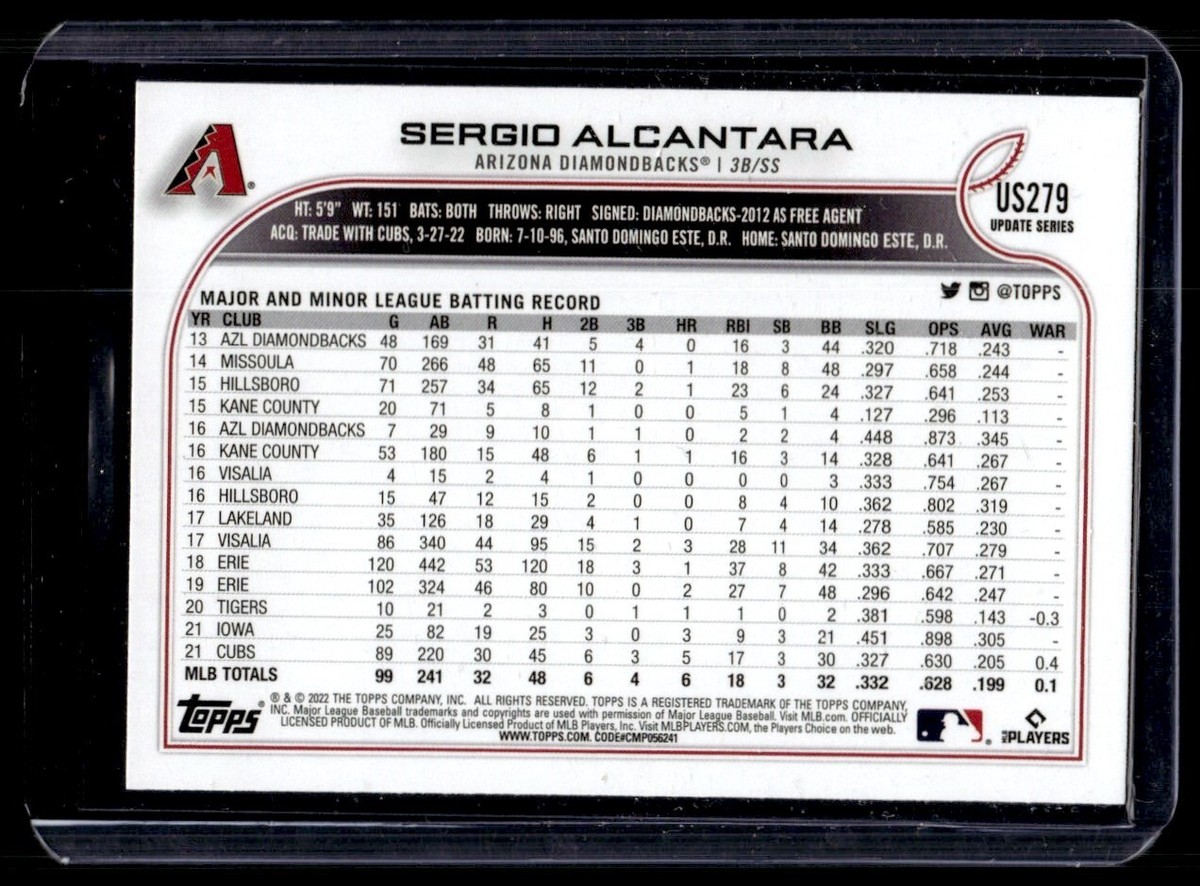 SERGIO ALCANTARA
ARIZONA DIAMONDBACKS® | 3B/SS
US279
UPDATE SERIES
HT: 5'9" WT: 151 BATS: BOTH THROWS: RIGHT SIGNED: DIAMONDBACKS-2012 AS FREE AGENT
ACQ: TRADE WITH CUBS, 3-27-22 BORN: 7-10-96, SANTO DOMINGO ESTE, D.R. HOME: SANTO DOMINGO ESTE, D.R.
@TOPPS
MAJOR AND MINOR LEAGUE BATTING RECORD
YR CLUB G AB R H 2B 3B HR RBI SB BB SLG OPS AVG WAR
13 AZL DIAMONDBACKS 48 169 31 41 5 4 0 16 3 44 .320 .718 .243 -
14 MISSOULA 70 266 48 65 11 0 1 18 8 48 .297 .658 .244 -
15 HILLSBORO 71 257 34 65 12 2 1 23 6 24 .327 .641 .253 -
15 KANE COUNTY 20 71 5 8 1 0 0 5 1 4 .127 .296 .113 -
16 AZL DIAMONDBACKS 7 29 9 10 1 1 0 2 2 4 .448 .873 .345 -
16 KANE COUNTY 53 180 15 48 6 1 1 16 3 14 .328 .641 .267 -
16 VISALIA 4 15 2 4 1 0 0 0 0 3 .333 .754 .267 -
16 HILLSBORO 15 47 12 15 2 0 0 8 4 10 .362 .802 .319 -
17 LAKELAND 35 126 18 29 4 1 0 7 4 14 .278 .585 .230 -
17 VISALIA 86 340 44 95 15 2 3 28 11 34 .362 .707 .279 -
18 ERIE 120 442 53 120 18 3 1 37 8 42 .333 .667 .271 -
19 ERIE 102 324 46 80 10 0 2 27 7 48 .296 .642 .247 -
20 TIGERS 10 21 2 3 0 1 1 1 0 2 .381 .598 .143 -0.3
21 IOWA 25 82 19 25 3 0 3 9 3 21 .451 .898 .305 -
21 CUBS 89 220 30 45 6 3 5 17 3 30 .327 .630 .205 0.4
MLB TOTALS 99 241 32 48 6 4 6 18 3 32 .332 .628 .199 0.1
Topps
® & © 2022 THE TOPPS COMPANY, INC. ALL RIGHTS RESERVED. TOPPS IS A REGISTERED TRADEMARK OF THE TOPPS COMPANY,
INC. Major League Baseball trademarks and copyrights are used with permission of Major League Baseball. Visit MLB.com. OFFICIALLY
LICENSED PRODUCT OF MLB. Officially Licensed Product of MLB Players, Inc. Visit MLBPLAYERS.COM, the Players Choice on the web.
WWW.TOPPS.COM. CODE#CMP056241
MLB PLAYERS